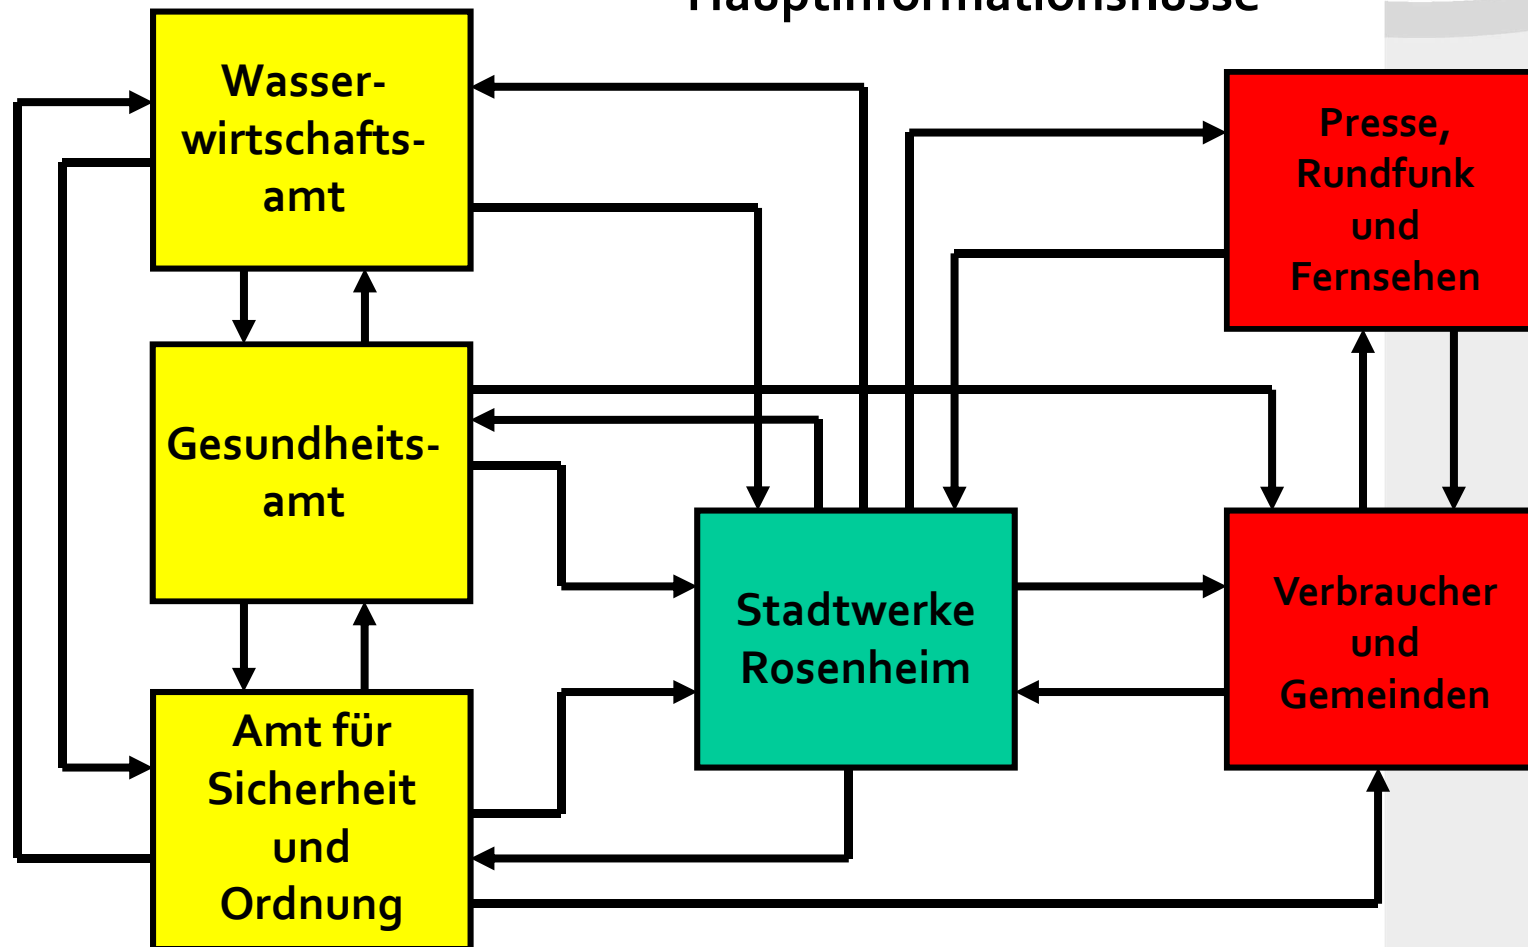 Hauptinformationsflüsse
Wasser-
wirtschafts-
amt
Presse,
Rundfunk
und
Fernsehen
Gesundheits-
amt
Stadtwerke
Rosenheim
Verbraucher
und
Gemeinden
Amt für
Sicherheit
und
Ordnung